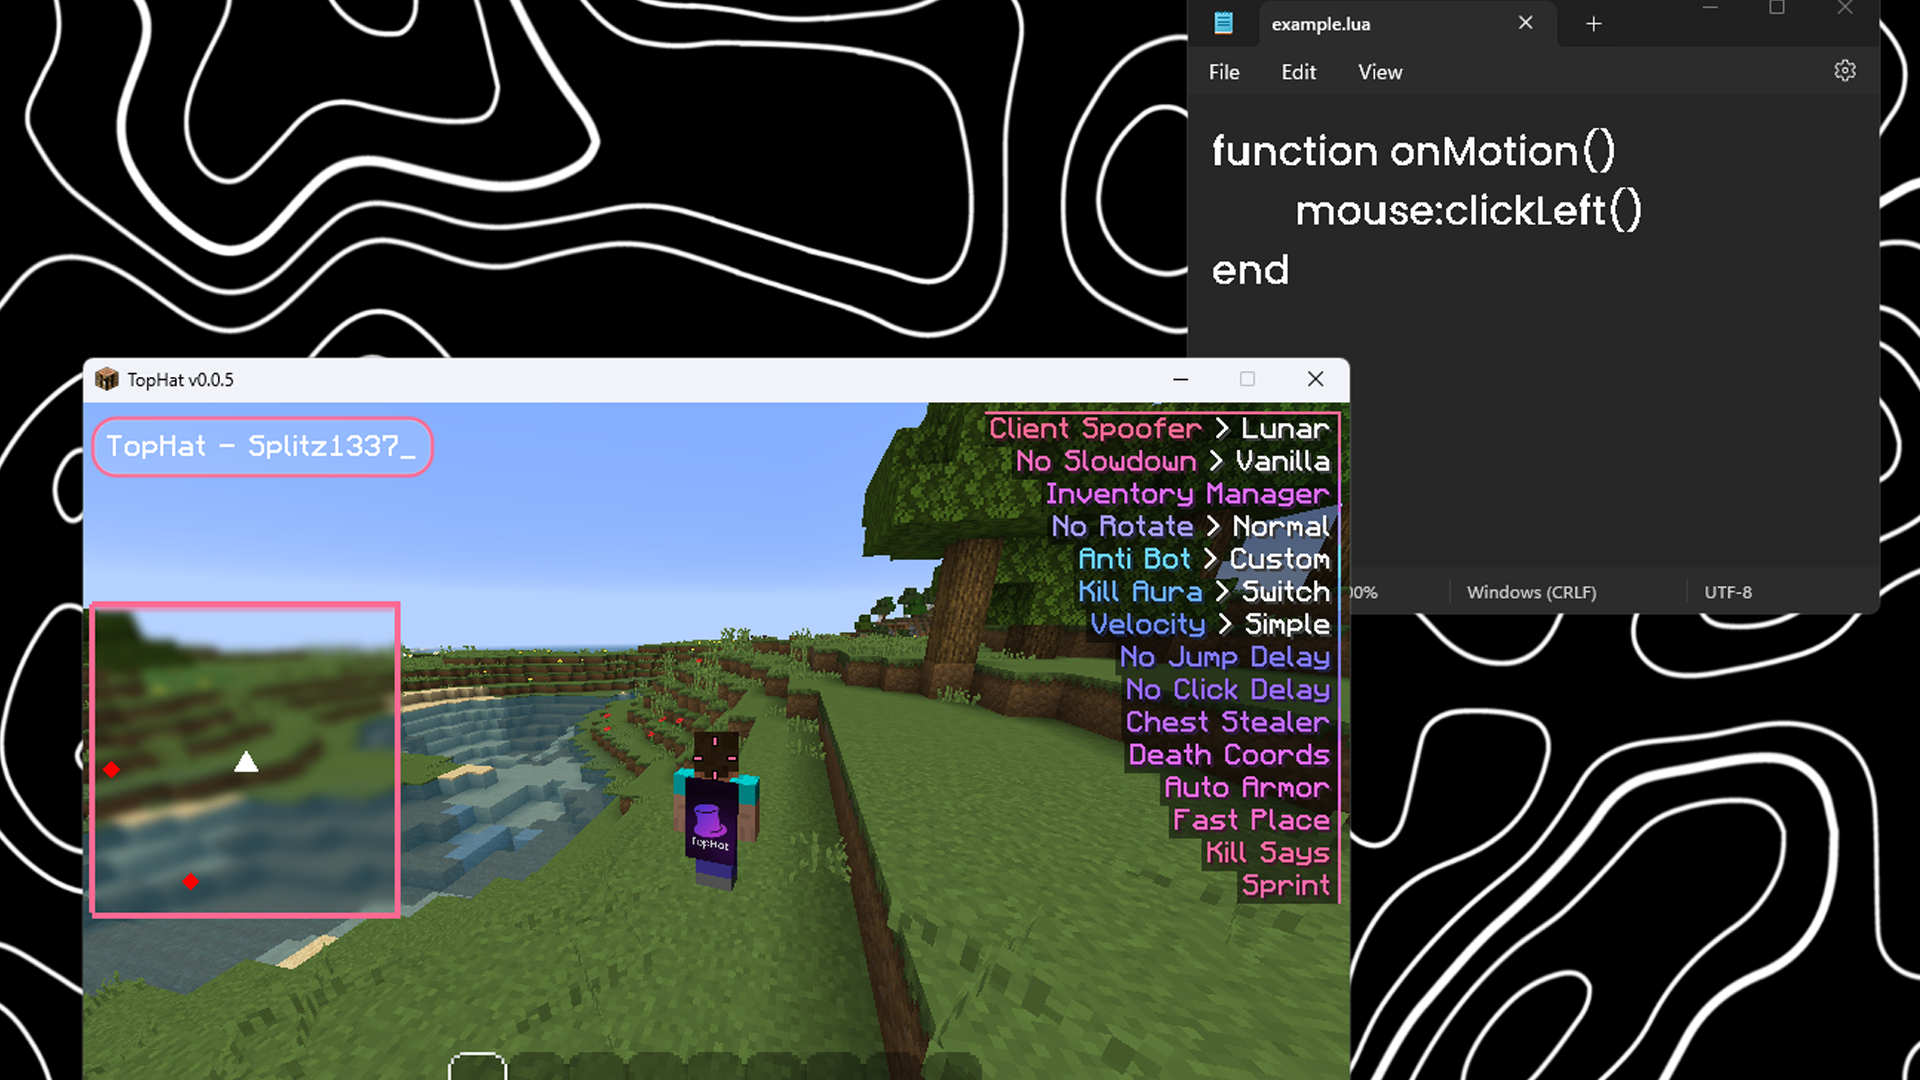 example.lua
File Edit View
function onMotion()
mouse:clickLeft()
end
Windows (CRLF)
UTF-8
TopHat v0.0.5
TopHat - Splitz1337_
Client Spoofer > Lunar
No Slowdown > Vanilla
Inventory Manager
No Rotate > Normal
Anti Bot > Custom
Kill Aura > Switch
Velocity > Simple
No Jump Delay
No Click Delay
Chest Stealer
Death Coords
Auto Armor
Fast Place
Kill Says
Sprint
TopHat